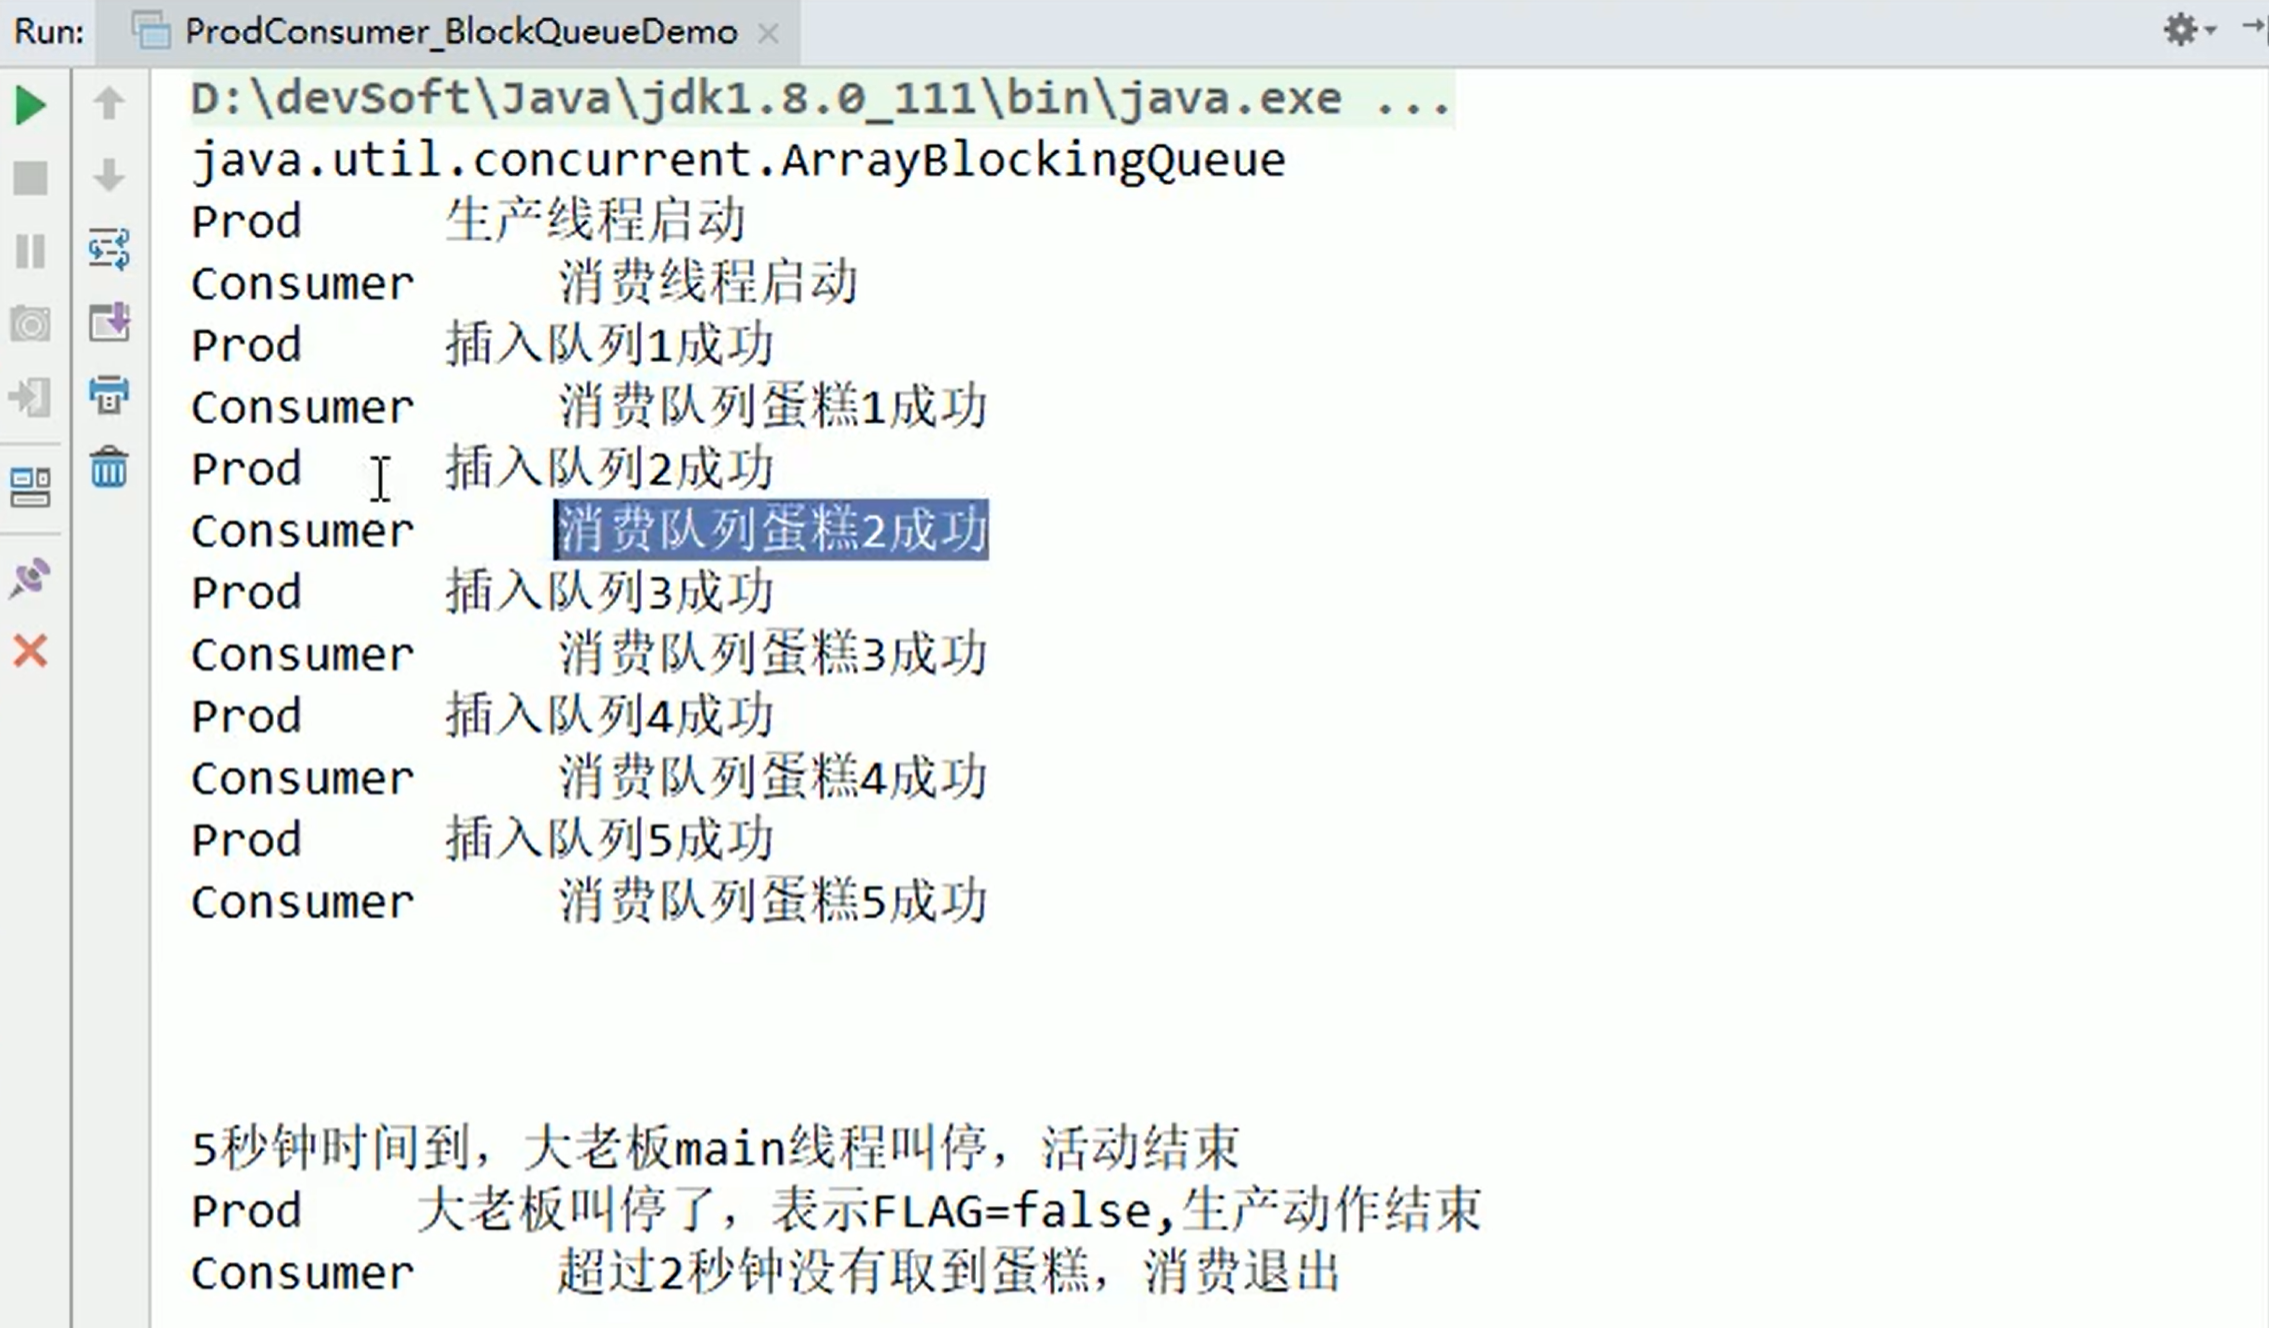 Run: ProdConsumer_BlockQueueDemo
D:\devSoft\Java\jdk1.8.0_111\bin\java.exe ...
java.util.concurrent.ArrayBlockingQueue
Prod 生产线程启动
Consumer 消费线程启动
Prod 插入队列1成功
Consumer 消费队列蛋糕1成功
Prod 插入队列2成功
Consumer 消费队列蛋糕2成功
Prod 插入队列3成功
Consumer 消费队列蛋糕3成功
Prod 插入队列4成功
Consumer 消费队列蛋糕4成功
Prod 插入队列5成功
Consumer 消费队列蛋糕5成功
5秒钟时间到，大老板main线程叫停，活动结束
Prod 大老板叫停了，表示FLAG=false,生产动作结束
Consumer 超过2秒钟没有取到蛋糕，消费退出